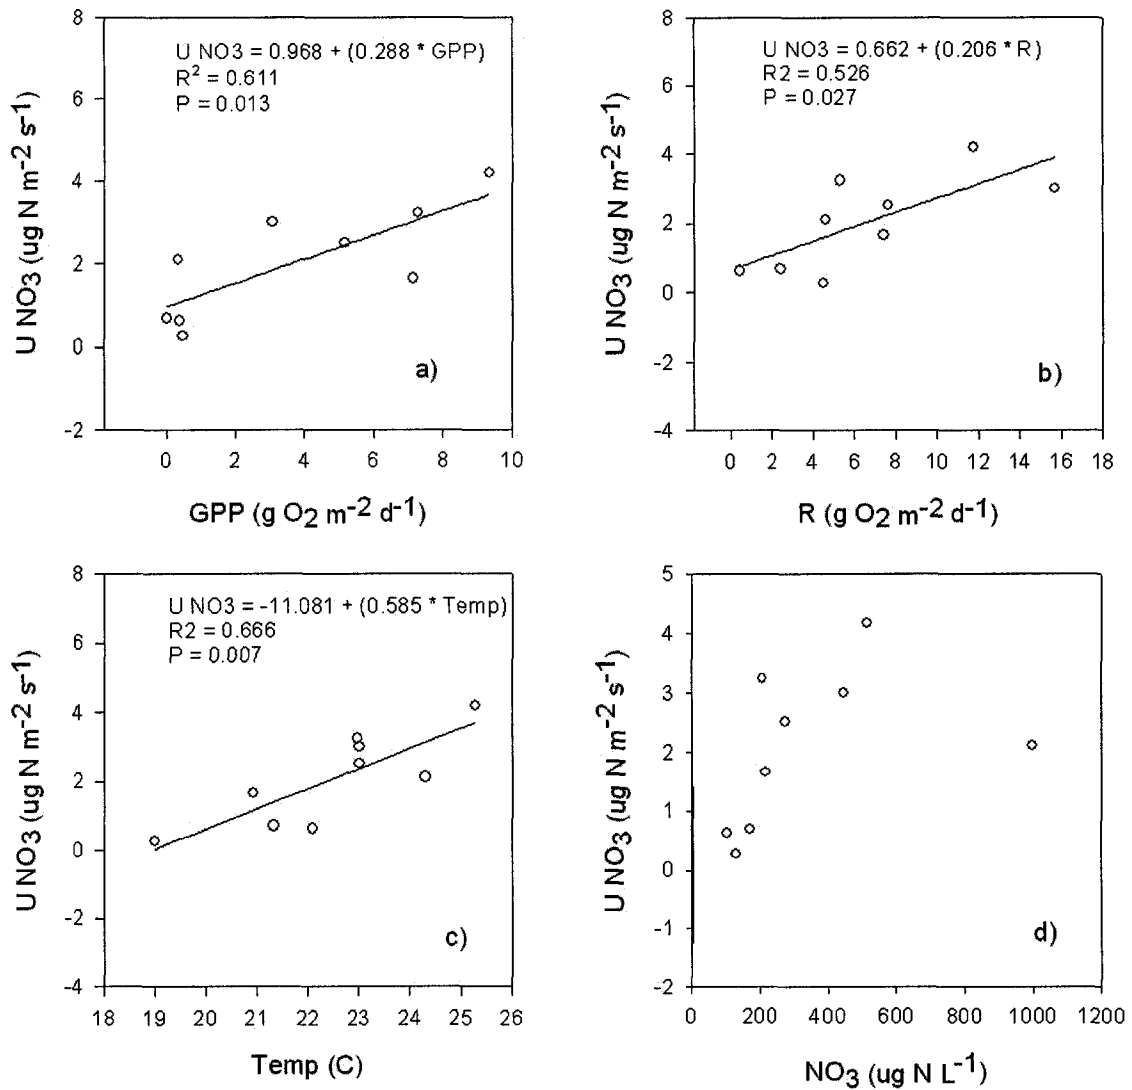 U NO3 = 0.968 + (0.288 * GPP)
R² = 0.611
P = 0.013
8
6
4
2
0
-2
U NO3 (ug N m-2 s-1)
a)
0 2 4 6 8 10
GPP (g O2 m-2 d-1)
U NO3 = 0.662 + (0.206 * R)
R2 = 0.526
P = 0.027
8
6
4
2
0
-2
-4
U NO3 (ug N m-2 s-1)
b)
0 2 4 6 8 10 12 14 16 18
R (g O2 m-2 d-1)
U NO3 = -11.081 + (0.585 * Temp)
R2 = 0.666
P = 0.007
8
6
4
2
0
-2
-4
U NO3 (ug N m-2 s-1)
c)
18 19 20 21 22 23 24 25 26
Temp (C)
5
4
3
2
1
0
-1
-2
U NO3 (ug N m-2 s-1)
d)
0 200 400 600 800 1000 1200
NO3 (ug N L-1)